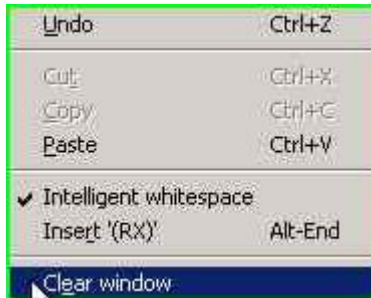 Undo Ctrl+Z
Cut Ctrl+X
Copy Ctrl+C
Paste Ctrl+V
Intelligent whitespace
Insert '(RX)' Alt-End
Clear window